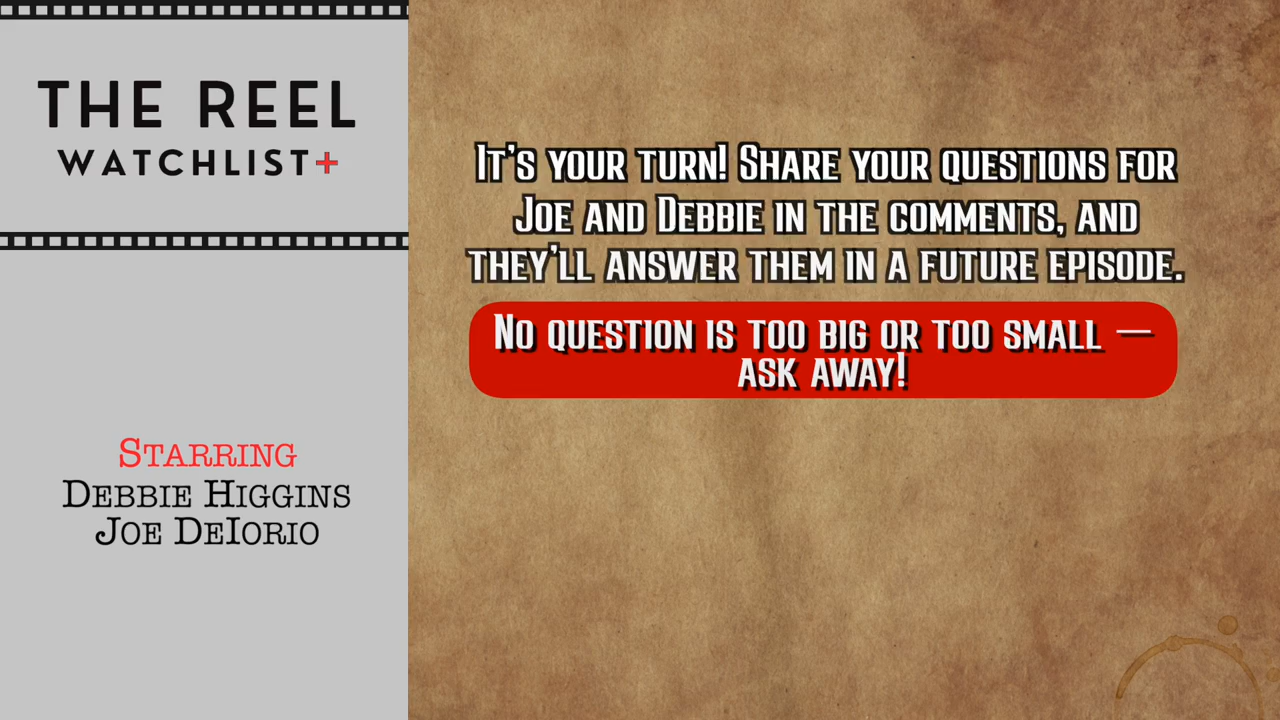 THE REEL
WATCHLIST+
Starring
Debbie Higgins
Joe DeIorio
It's your turn! Share your questions for
Joe and Debbie in the comments, and
they'll answer them in a future episode.
No question is too big or too small —
ask away!